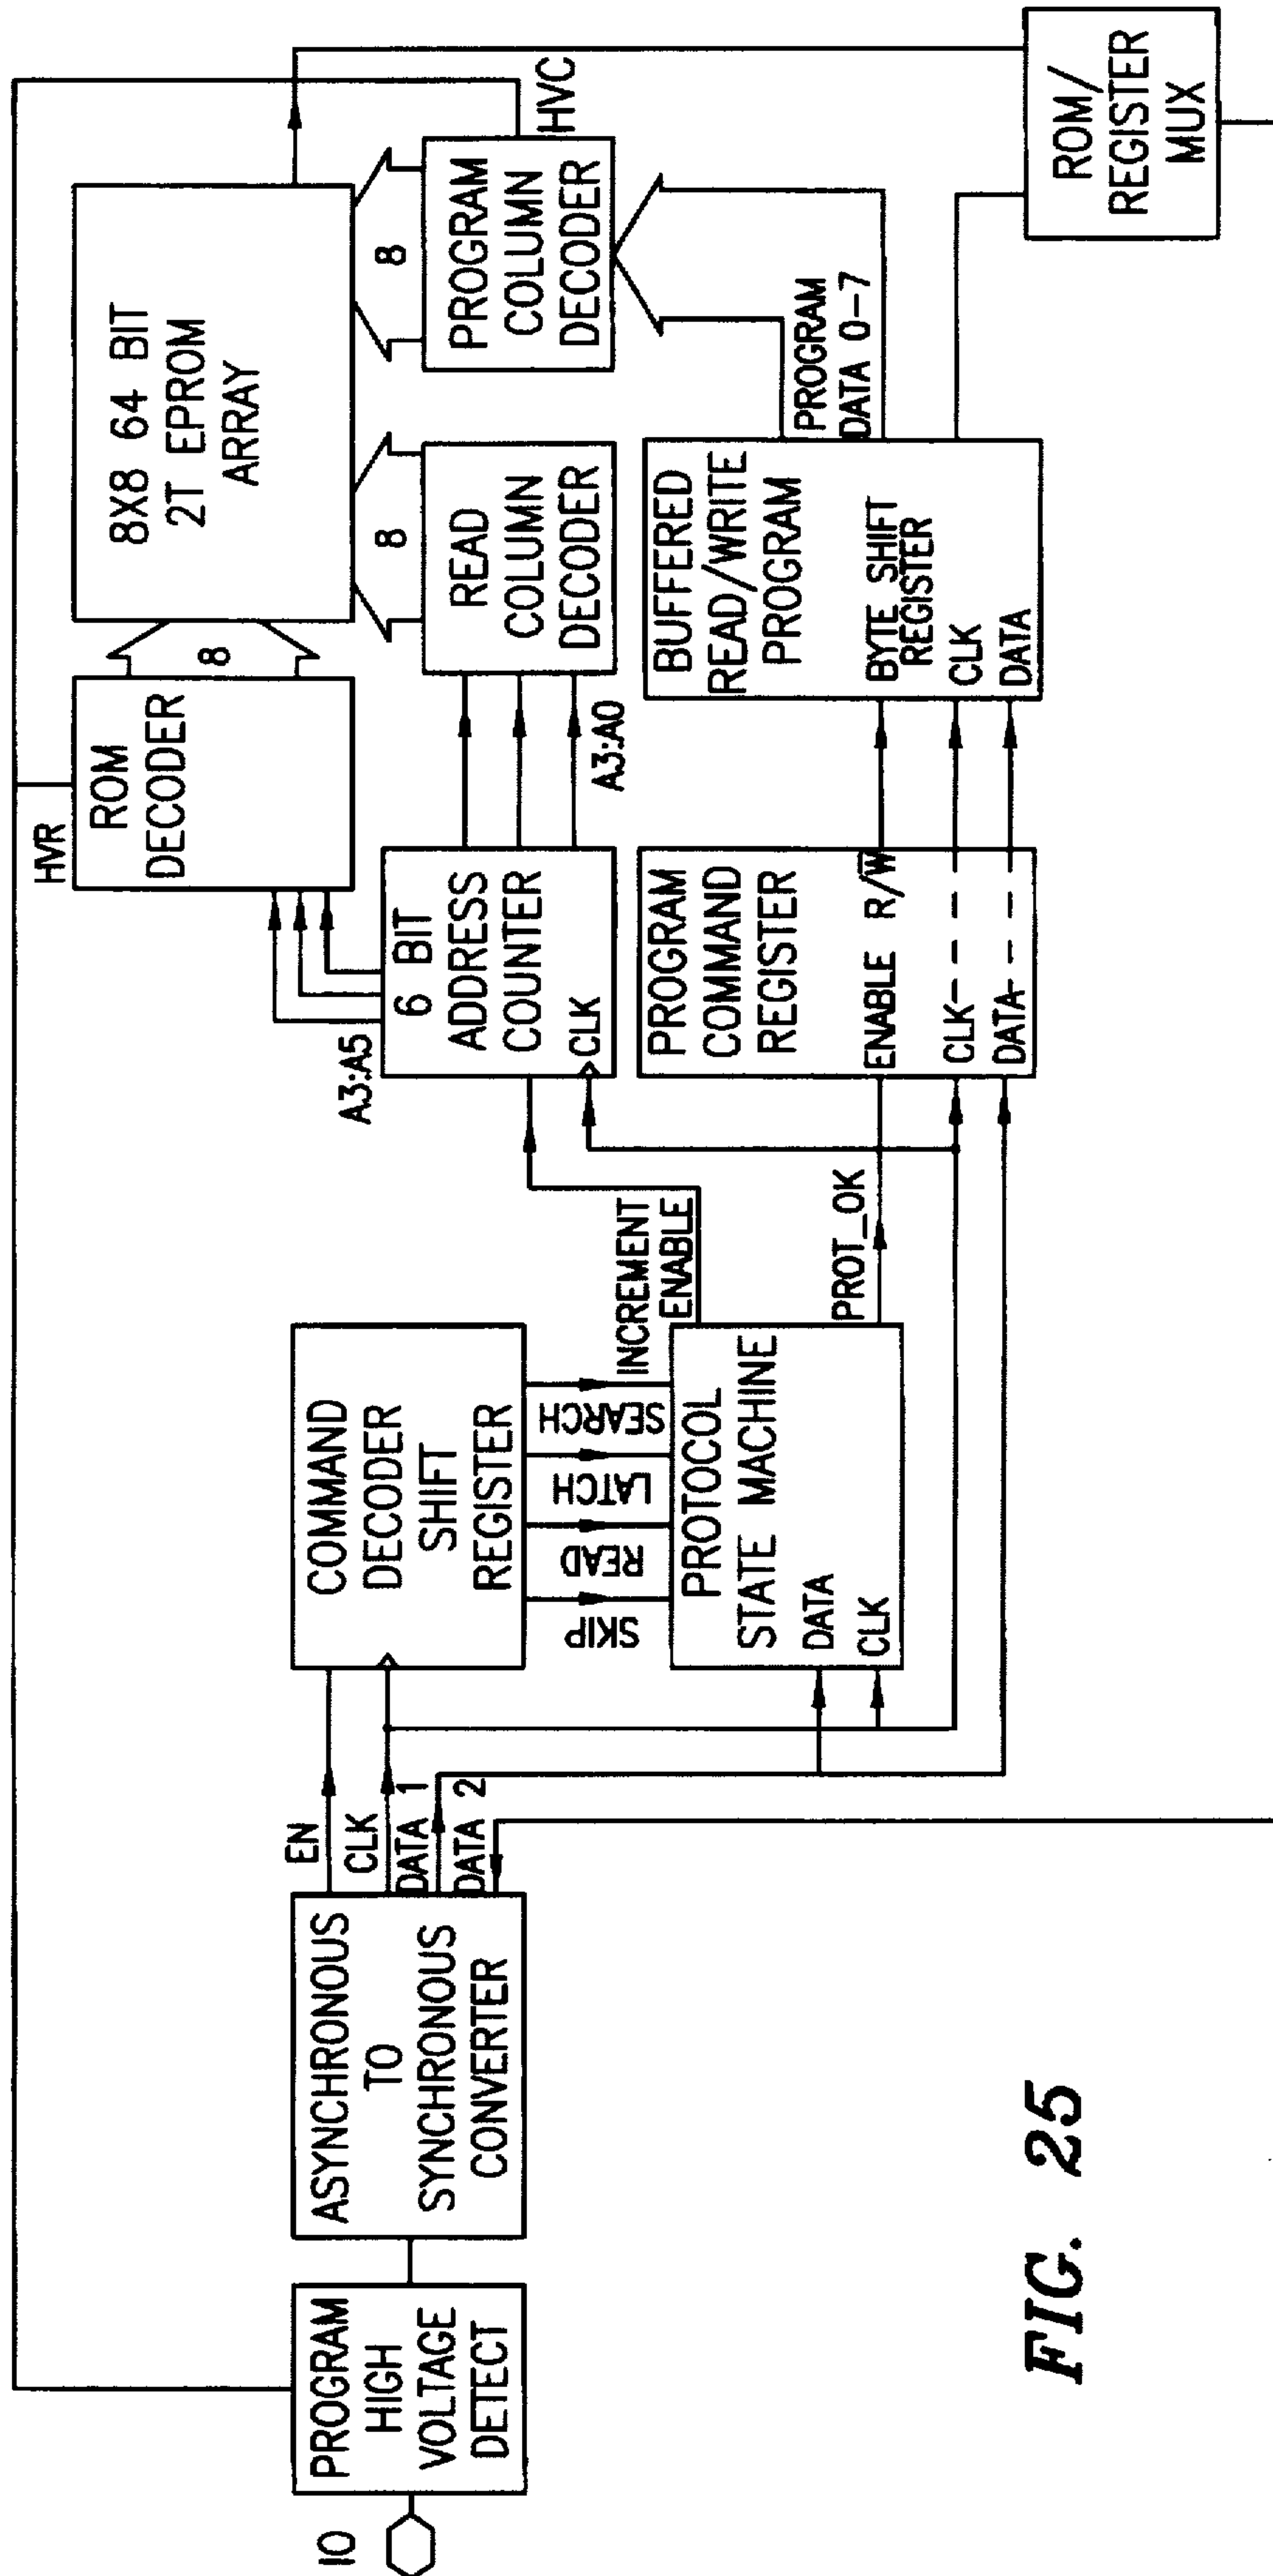 IO
PROGRAM
HIGH
VOLTAGE
DETECT
ASYNCHRONOUS
TO
SYNCHRONOUS
CONVERTER
EN
CLK
DATA 1
DATA 2
COMMAND
DECODER
SHIFT
REGISTER
SKIP
READ
LATCH
SEARCH
PROTOCOL
STATE MACHINE
DATA
CLK
INCREMENT
ENABLE
PROT_OK
A3:A5
6 BIT
ADDRESS
COUNTER
CLK
A3:A0
HVR
ROM
DECODER
8
8X8 64 BIT
2T EPROM
ARRAY
8
8
READ
COLUMN
DECODER
PROGRAM
COLUMN
DECODER
HVC
PROGRAM
COMMAND
REGISTER
ENABLE R/W̅
CLK
DATA
BUFFERED
READ/WRITE
PROGRAM
BYTE SHIFT
REGISTER
CLK
DATA
PROGRAM
DATA 0-7
ROM/
REGISTER
MUX
FIG. 25